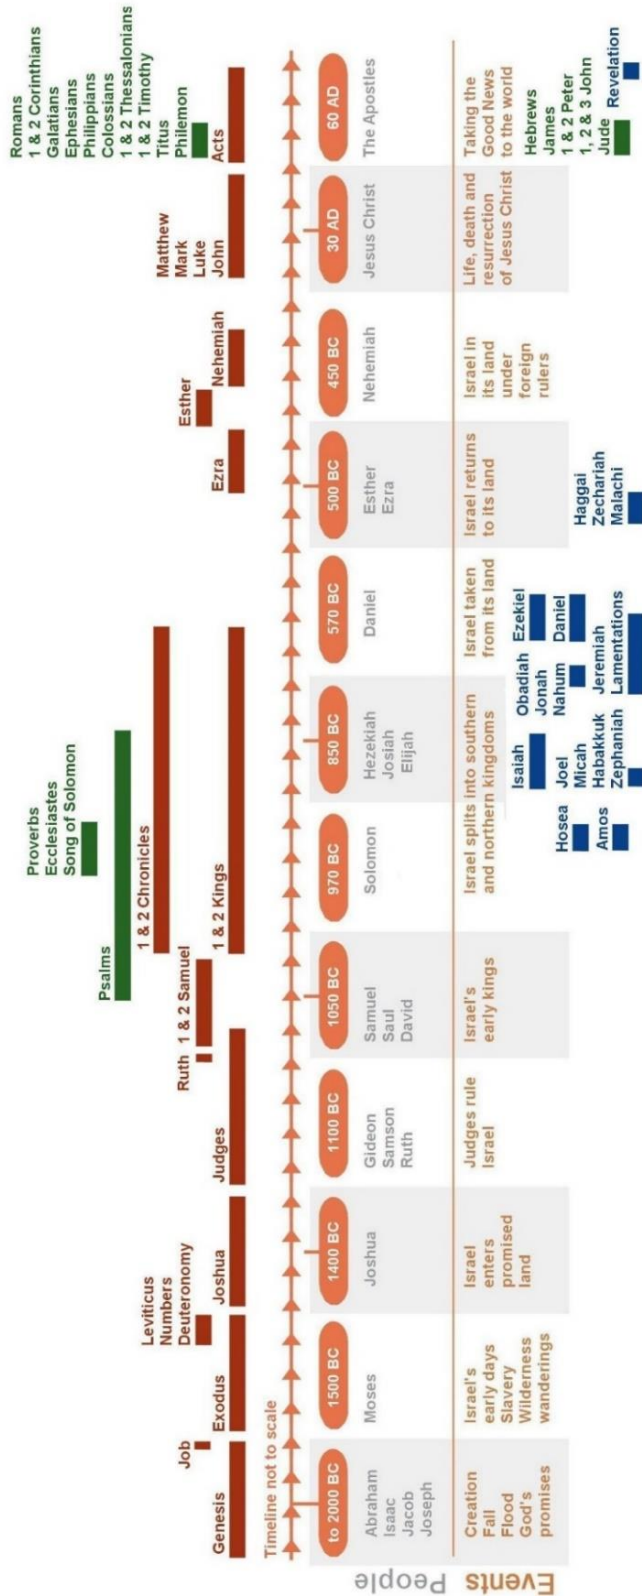 Genesis
Job
Exodus
Leviticus
Numbers
Deuteronomy
Joshua
Judges
Ruth
1 & 2 Samuel
Psalms
1 & 2 Chronicles
1 & 2 Kings
Proverbs
Ecclesiastes
Song of Solomon
Ezra
Esther
Nehemiah
Matthew
Mark
Luke
John
Romans
1 & 2 Corinthians
Galatians
Ephesians
Philippians
Colossians
1 & 2 Thessalonians
1 & 2 Timothy
Titus
Philemon
Acts
Timeline not to scale
to 2000 BC
1500 BC
1400 BC
1100 BC
1050 BC
970 BC
850 BC
570 BC
500 BC
450 BC
30 AD
60 AD
People
Abraham
Isaac
Jacob
Joseph
Moses
Joshua
Gideon
Samson
Ruth
Samuel
Saul
David
Solomon
Hezekiah
Josiah
Elijah
Daniel
Esther
Ezra
Nehemiah
Jesus Christ
The Apostles
Events
Creation
Fall
Flood
God's
promises
Israel's
early days
Slavery
Wilderness
wanderings
Israel
enters
promised
land
Judges rule
Israel
Israel's
early kings
Israel splits into southern
and northern kingdoms
Israel taken
from its land
Israel returns
to its land
Israel in
its land
under
foreign
rulers
Life, death and
resurrection
of Jesus Christ
Taking the
Good News
to the world
Hosea
Amos
Isaiah
Joel
Micah
Habakkuk
Zephaniah
Obadiah
Jonah
Nahum
Jeremiah
Lamentations
Ezekiel
Daniel
Haggai
Zechariah
Malachi
Hebrews
James
1 & 2 Peter
1, 2 & 3 John
Jude
Revelation